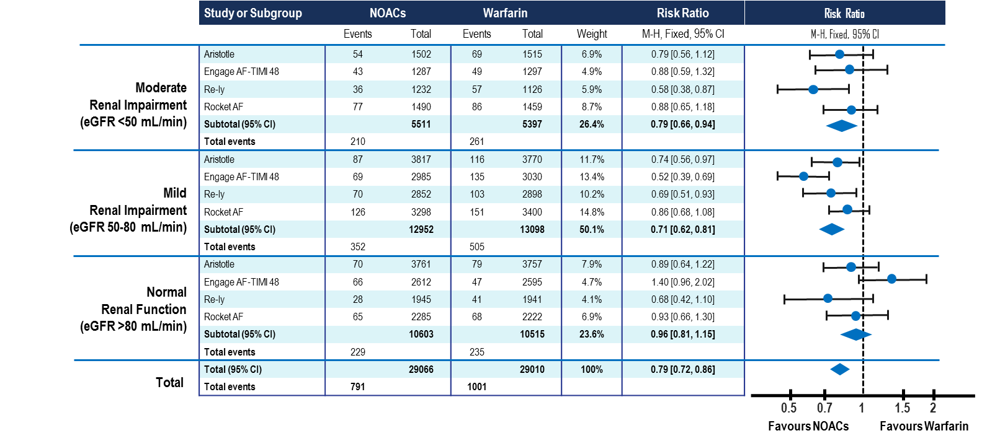 Study or Subgroup NOACs Warfarin Risk Ratio Risk Ratio
Events Total Events Total Weight M-H, Fixed, 95% CI M-H, Fixed, 95% CI
Moderate
Renal Impairment
(eGFR <50 mL/min)
Aristotle 54 1502 69 1515 6.9% 0.79 [0.56, 1.12]
Engage AF-TIMI 48 43 1287 49 1297 4.9% 0.88 [0.59, 1.32]
Re-ly 36 1232 57 1126 5.9% 0.58 [0.38, 0.87]
Rocket AF 77 1490 86 1459 8.7% 0.88 [0.65, 1.18]
Subtotal (95% CI) 5511 5397 26.4% 0.79 [0.66, 0.94]
Total events 210 261
Mild
Renal Impairment
(eGFR 50-80 mL/min)
Aristotle 87 3817 116 3770 11.7% 0.74 [0.56, 0.97]
Engage AF-TIMI 48 69 2985 135 3030 13.4% 0.52 [0.39, 0.69]
Re-ly 70 2852 103 2898 10.2% 0.69 [0.51, 0.93]
Rocket AF 126 3298 151 3400 14.8% 0.86 [0.68, 1.08]
Subtotal (95% CI) 12952 13098 50.1% 0.71 [0.62, 0.81]
Total events 352 505
Normal
Renal Function
(eGFR >80 mL/min)
Aristotle 70 3761 79 3757 7.9% 0.89 [0.64, 1.22]
Engage AF-TIMI 48 66 2612 47 2595 4.7% 1.40 [0.96, 2.02]
Re-ly 28 1945 41 1941 4.1% 0.68 [0.42, 1.10]
Rocket AF 65 2285 68 2222 6.9% 0.93 [0.66, 1.30]
Subtotal (95% CI) 10603 10515 23.6% 0.96 [0.81, 1.15]
Total events 229 235
Total
Total (95% CI) 29066 29010 100% 0.79 [0.72, 0.86]
Total events 791 1001
0.5 0.7 1 1.5 2
Favours NOACs Favours Warfarin